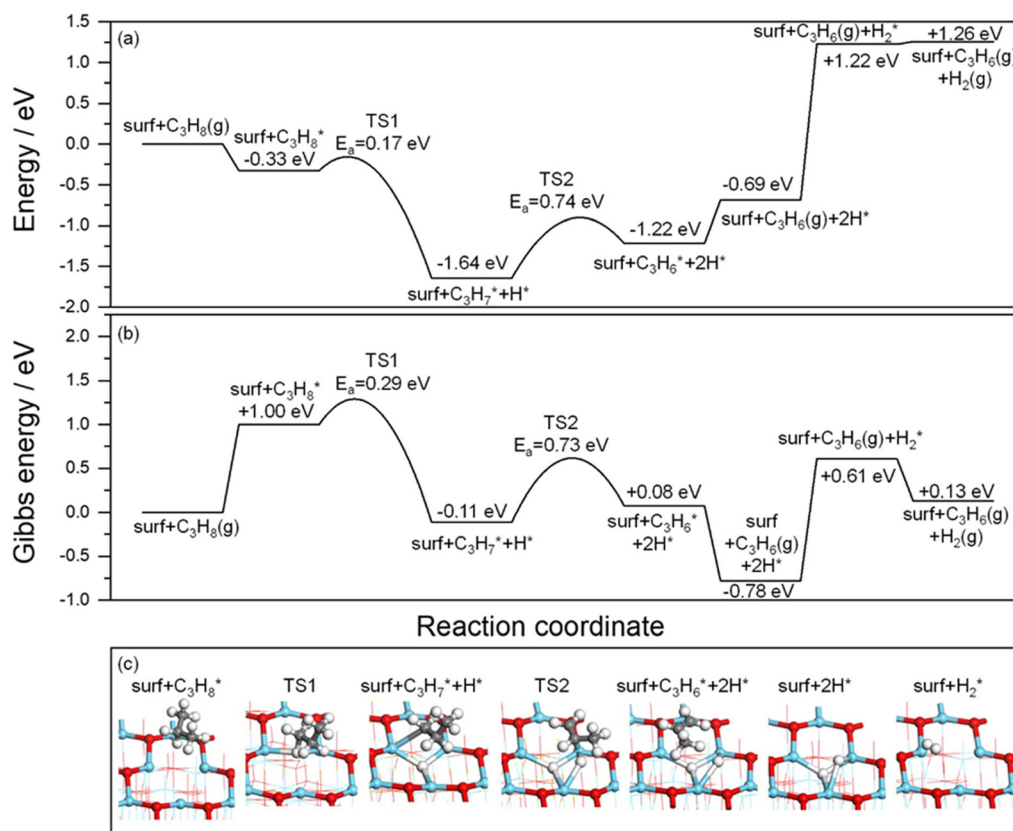 (a)
Energy / eV
1.5
1.0
0.5
0.0
-0.5
-1.0
-1.5
-2.0
surf+C₃H₈(g)
surf+C₃H₈*
-0.33 eV
TS1
Eₐ=0.17 eV
-1.64 eV
surf+C₃H₇*+H*
TS2
Eₐ=0.74 eV
-1.22 eV
surf+C₃H₆*+2H*
-0.69 eV
surf+C₃H₆(g)+2H*
surf+C₃H₆(g)+H₂*
+1.22 eV
+1.26 eV
surf+C₃H₆(g)
+H₂(g)
(b)
Gibbs energy / eV
2.0
1.5
1.0
0.5
0.0
-0.5
-1.0
surf+C₃H₈(g)
surf+C₃H₈*
+1.00 eV
TS1
Eₐ=0.29 eV
-0.11 eV
surf+C₃H₇*+H*
TS2
Eₐ=0.73 eV
+0.08 eV
surf+C₃H₆*
+2H*
surf
+C₃H₆(g)
+2H*
-0.78 eV
surf+C₃H₆(g)+H₂*
+0.61 eV
+0.13 eV
surf+C₃H₆(g)
+H₂(g)
Reaction coordinate
(c)
surf+C₃H₈*
TS1
surf+C₃H₇*+H*
TS2
surf+C₃H₆*+2H*
surf+2H*
surf+H₂*